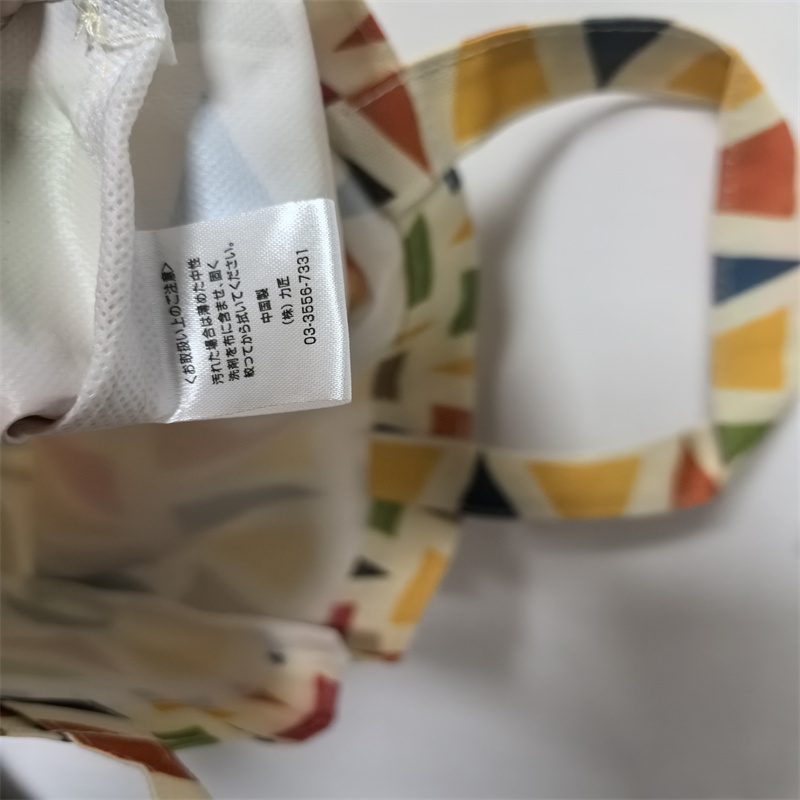 <お取扱い上のご注意>
汚れた場合は薄めた中性
洗剤を布に含ませ、固く
絞ってから拭いてください。
中国製
(株) 力匠
03-3556-7331